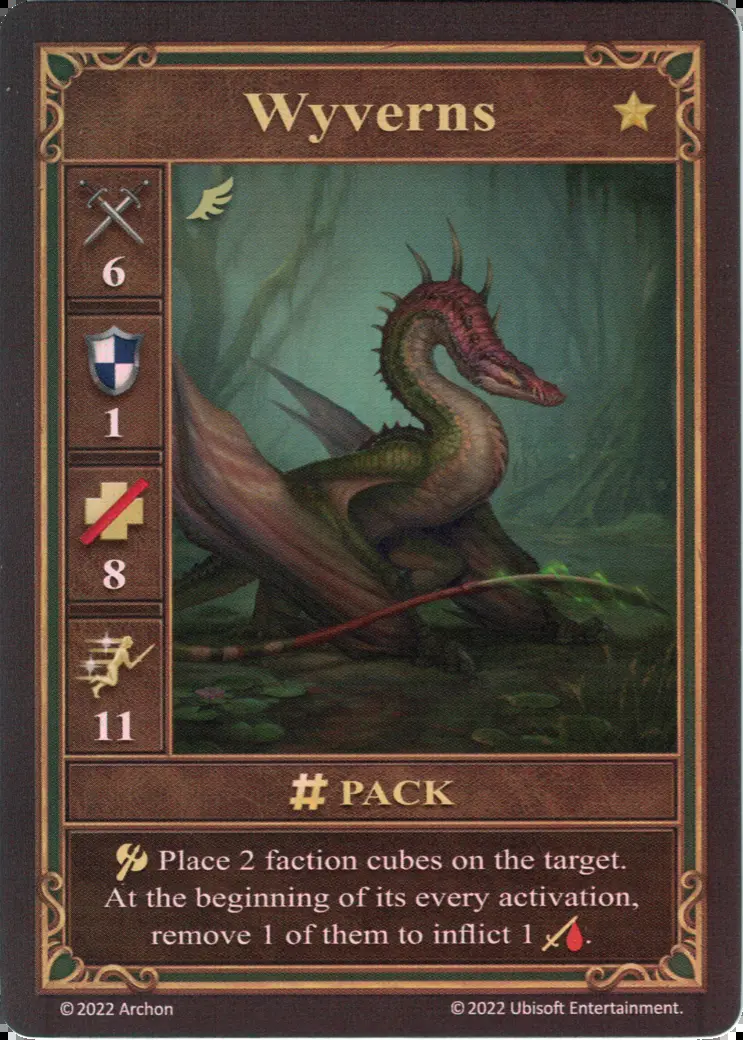 Wyverns
6
1
8
11
# PACK
Place 2 faction cubes on the target.
At the beginning of its every activation,
remove 1 of them to inflict 1 .
© 2022 Archon
© 2022 Ubisoft Entertainment.